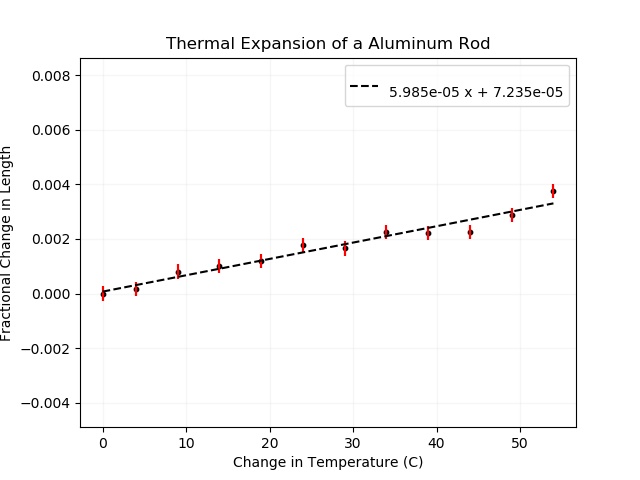 Thermal Expansion of a Aluminum Rod
5.985e-05 x + 7.235e-05
Fractional Change in Length
0.008
0.006
0.004
0.002
0.000
−0.002
−0.004
0 10 20 30 40 50
Change in Temperature (C)